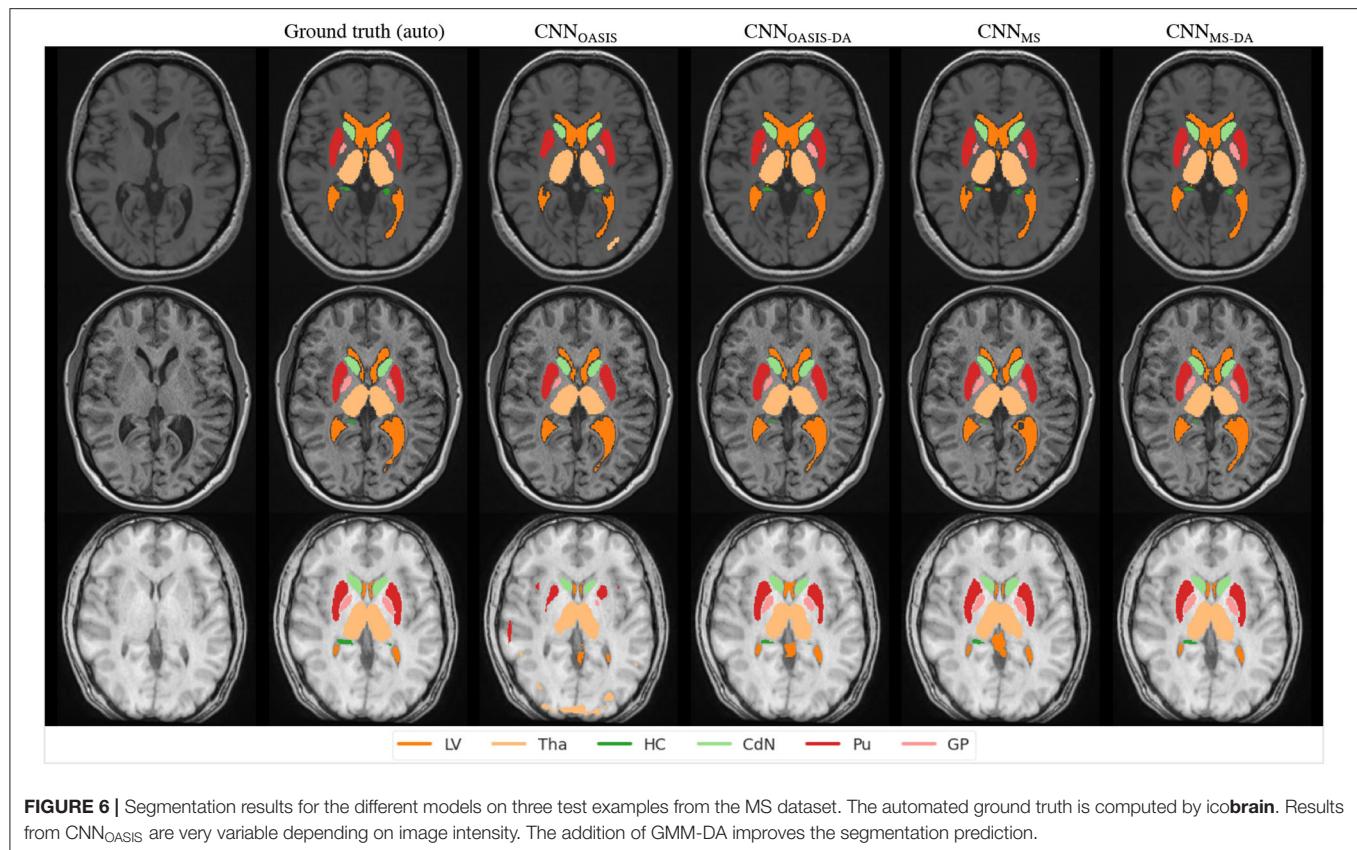 Ground truth (auto) CNNOASIS CNNOASIS-DA CNNMS CNNMS-DA
LV Tha HC CdN Pu GP
FIGURE 6 | Segmentation results for the different models on three test examples from the MS dataset. The automated ground truth is computed by icobrain. Results
from CNNOASIS are very variable depending on image intensity. The addition of GMM-DA improves the segmentation prediction.